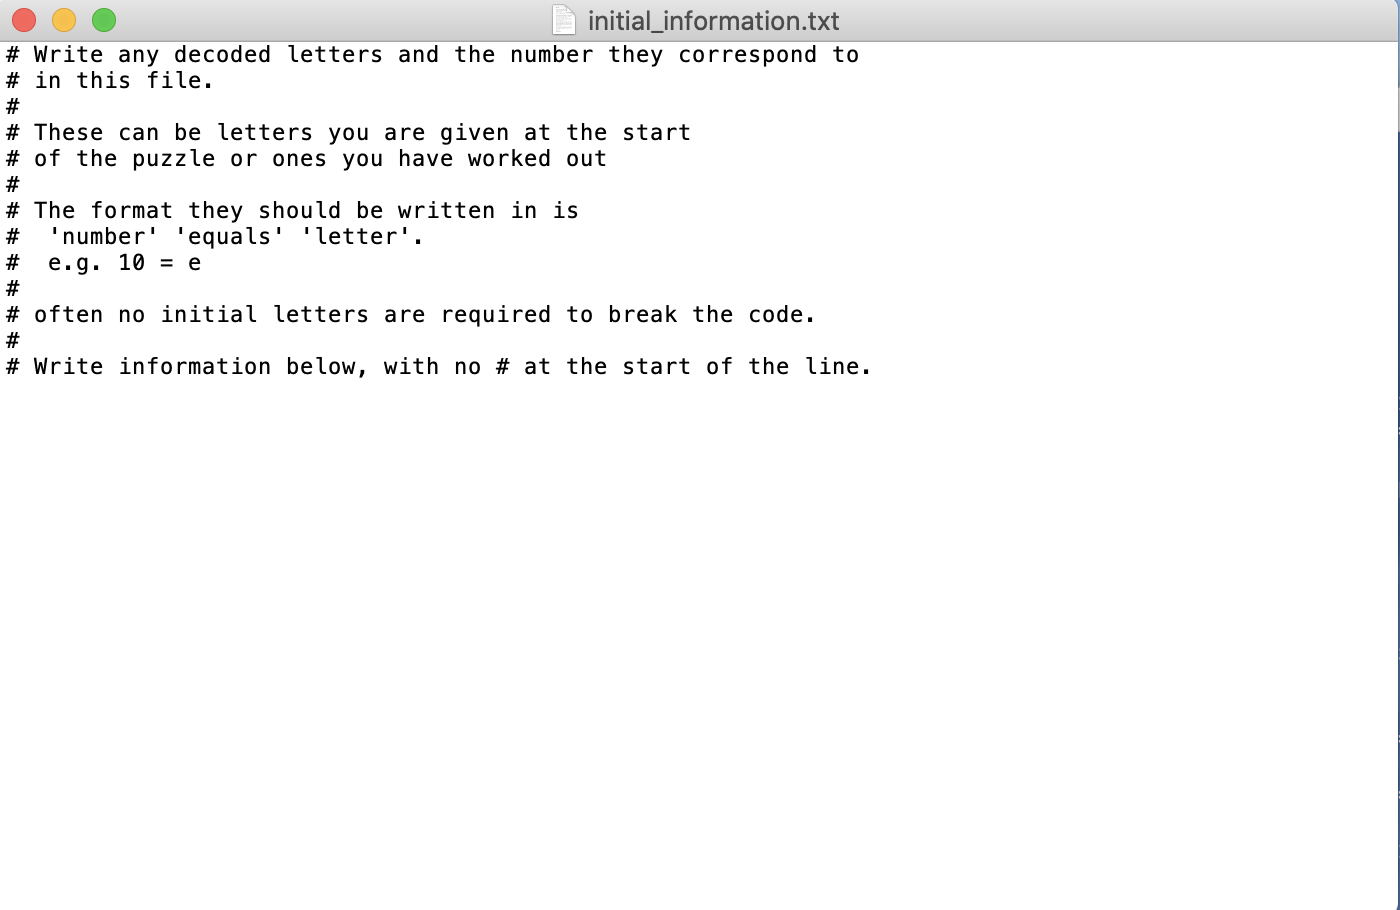 initial_information.txt
# Write any decoded letters and the number they correspond to
# in this file.
#
# These can be letters you are given at the start
# of the puzzle or ones you have worked out
#
# The format they should be written in is
#  'number' 'equals' 'letter'.
#  e.g. 10 = e
#
# often no initial letters are required to break the code.
#
# Write information below, with no # at the start of the line.